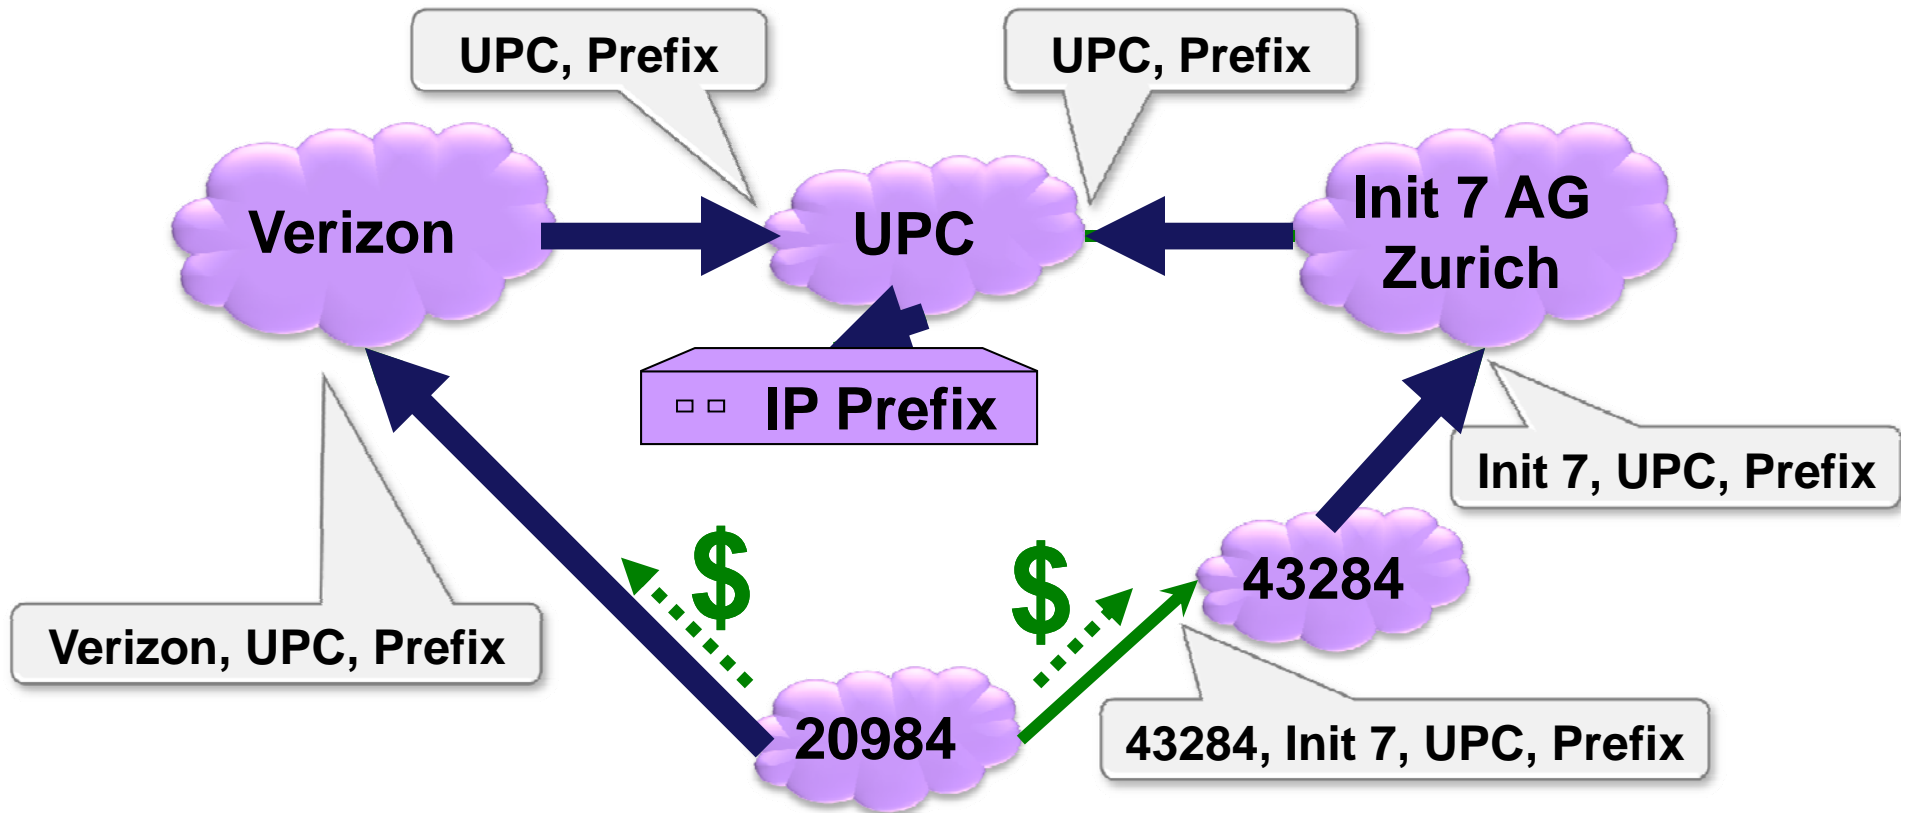 UPC, Prefix
UPC, Prefix
Verizon
UPC
Init 7 AG
Zurich
IP Prefix
Init 7, UPC, Prefix
$
$
43284
Verizon, UPC, Prefix
20984
43284, Init 7, UPC, Prefix